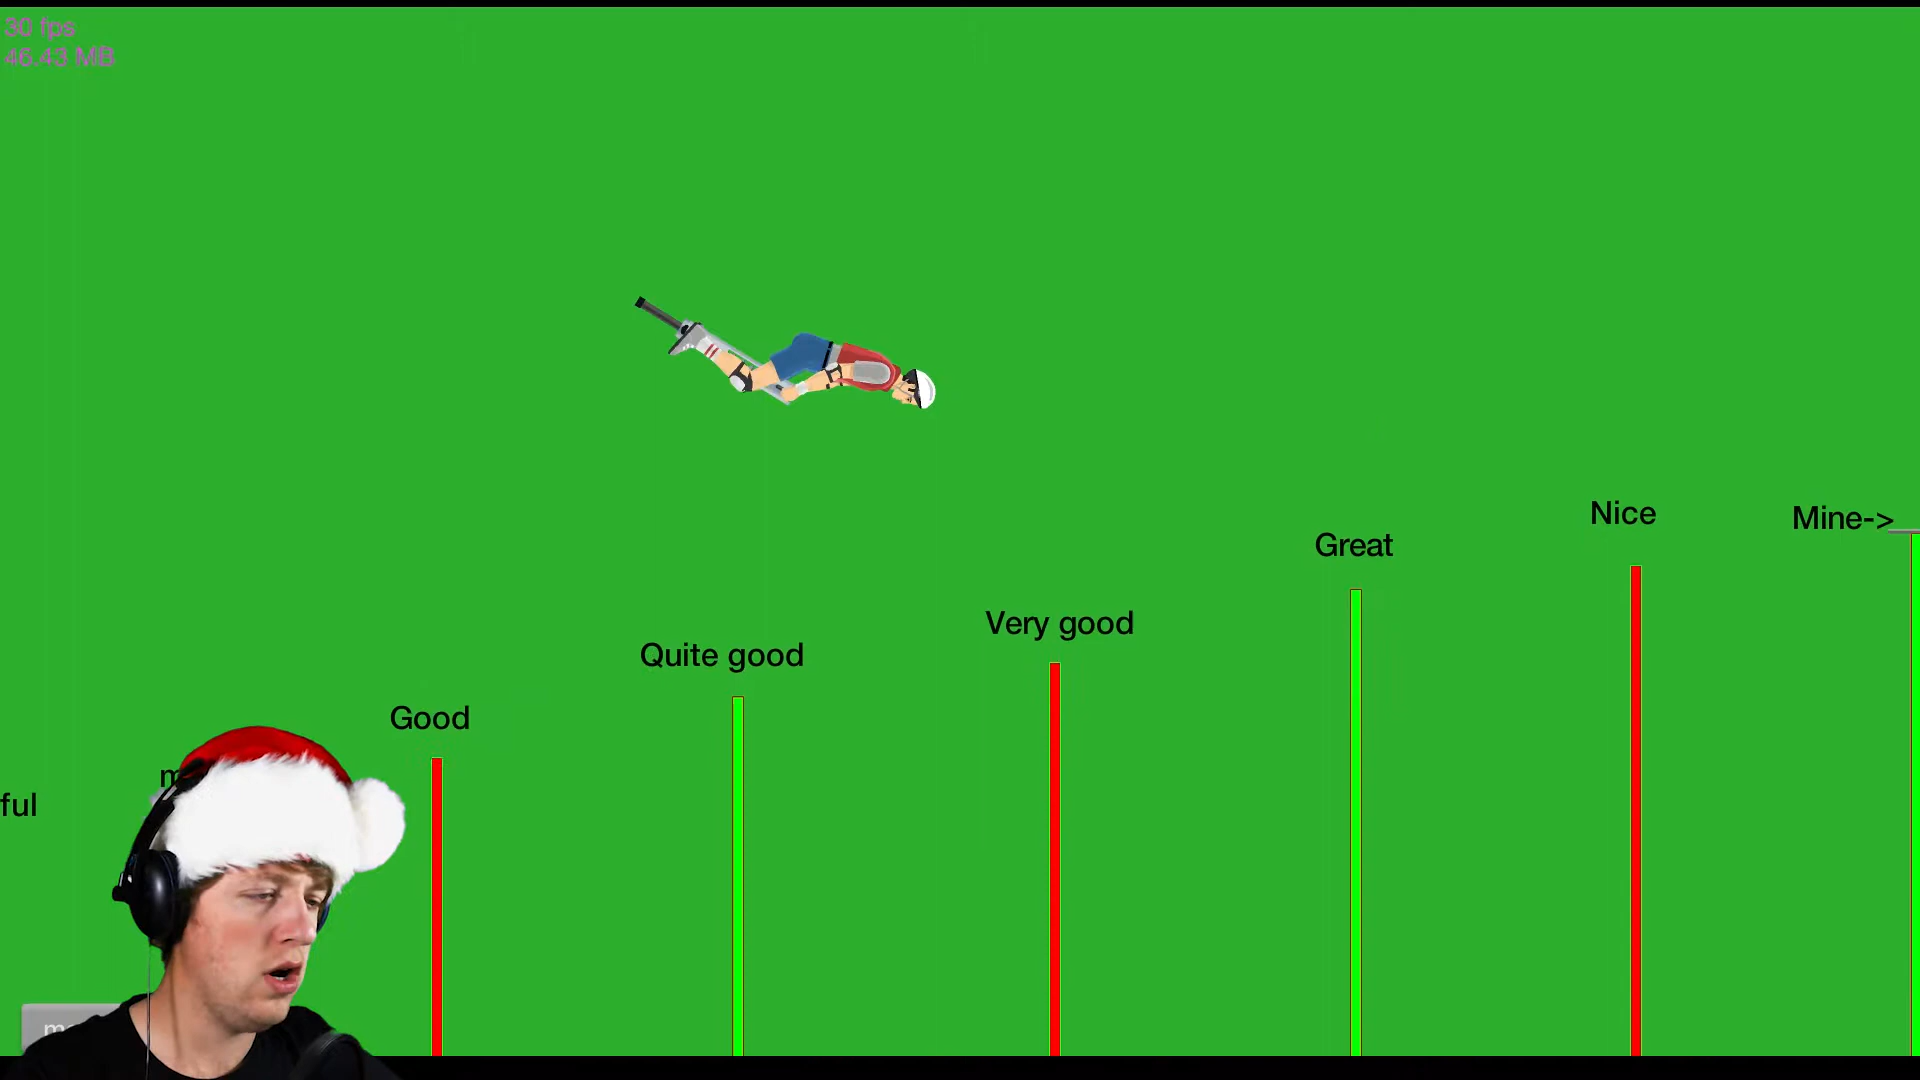 30 fps
46.43 MB
Nice
Mine->
Great
Very good
Quite good
Good
ful